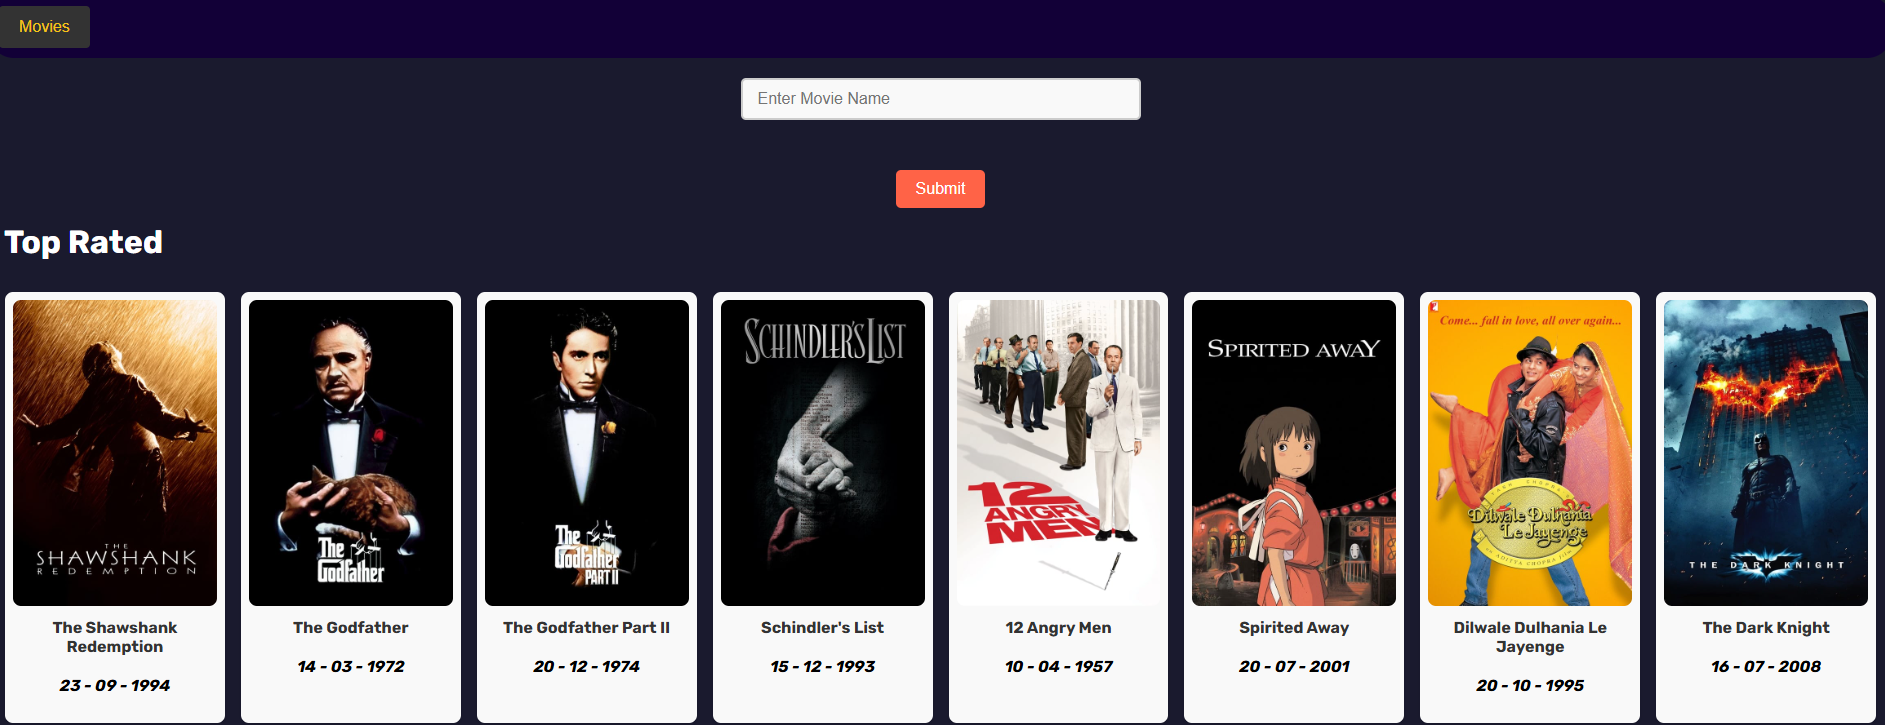 Movies
Enter Movie Name
Submit
Top Rated
THE
SHAWSHANK
REDEMPTION
The Shawshank
Redemption
23 - 09 - 1994
The
Godfather
The Godfather
14 - 03 - 1972
The
Godfather
PART II
The Godfather Part II
20 - 12 - 1974
SCHINDLER'S LIST
Schindler's List
15 - 12 - 1993
12
ANGRY
MEN
12 Angry Men
10 - 04 - 1957
SPIRITED AWAY
Spirited Away
20 - 07 - 2001
Come... fall in love, all over again...
Dilwale Dulhania
Le Jayenge
Dilwale Dulhania Le
Jayenge
20 - 10 - 1995
THE DARK KNIGHT
The Dark Knight
16 - 07 - 2008